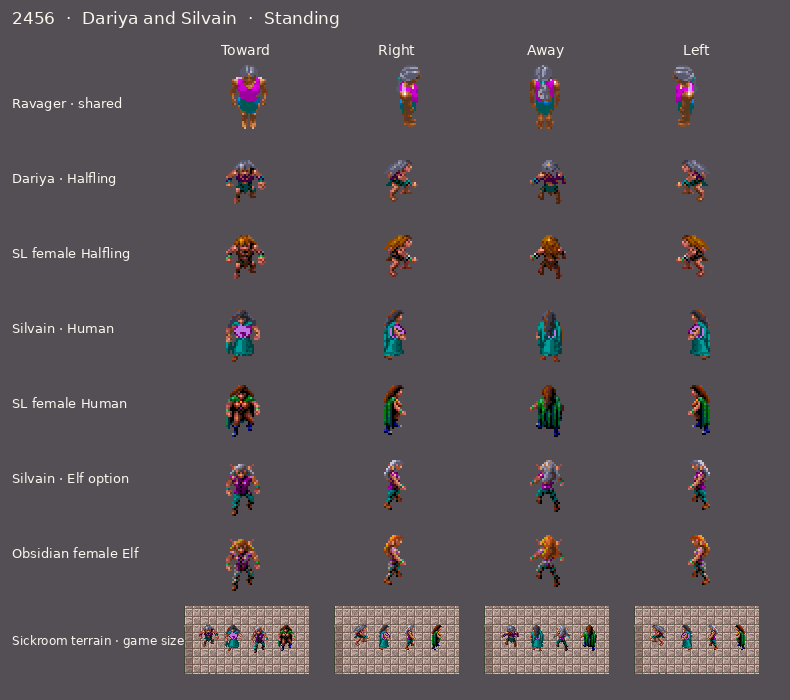 2456 · Dariya and Silvain · Standing
Toward Right Away Left
Ravager · shared
Dariya · Halfling
SL female Halfling
Silvain · Human
SL female Human
Silvain · Elf option
Obsidian female Elf
Sickroom terrain · game size